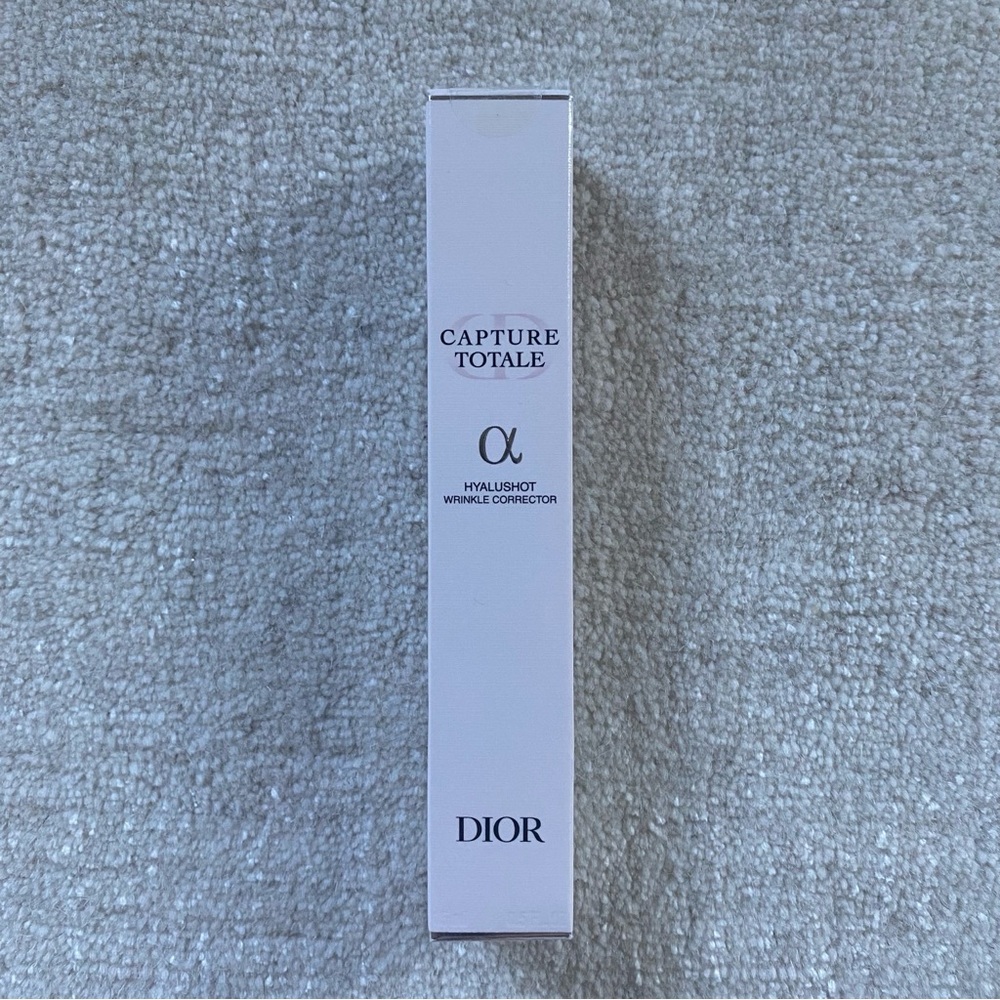 CAPTURE
TOTALE
α
HYALUSHOT
WRINKLE CORRECTOR
DIOR